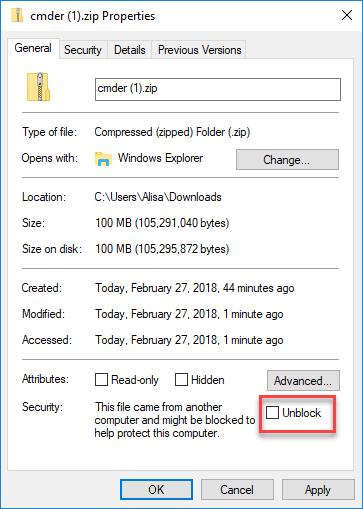 cmder (1).zip Properties
General Security Details Previous Versions
cmder (1).zip
Type of file: Compressed (zipped) Folder (.zip)
Opens with: Windows Explorer Change...
Location: C:\Users\Alisa\Downloads
Size: 100 MB (105,291,040 bytes)
Size on disk: 100 MB (105,295,872 bytes)
Created: Today, February 27, 2018, 44 minutes ago
Modified: Today, February 27, 2018, 1 minute ago
Accessed: Today, February 27, 2018, 1 minute ago
Attributes: Read-only Hidden Advanced...
Security: This file came from another Unblock
computer and might be blocked to
help protect this computer.
OK Cancel Apply